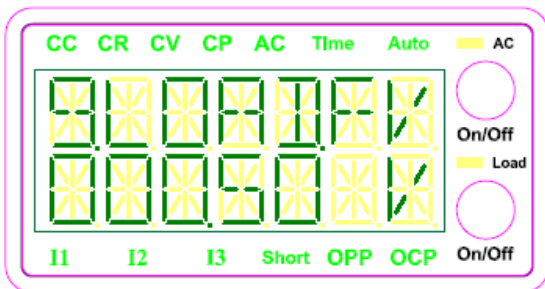 CC CR CV CP AC TIme Auto
AC
On/Off
Load
On/Off
I1 I2 I3 Short OPP OCP